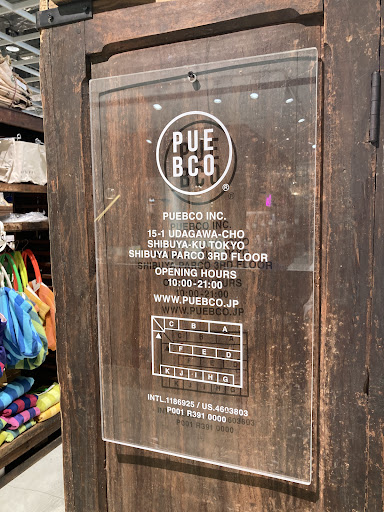 PUE
BCO
®
PUEBCO INC.
15-1 UDAGAWA-CHO
SHIBUYA-KU TOKYO
SHIBUYA PARCO 3RD FLOOR
OPENING HOURS
10:00-21:00
WWW.PUEBCO.JP
C B A
F E D
K J I H G
INTL.1186925 / US.4603803
P001 R391 0000